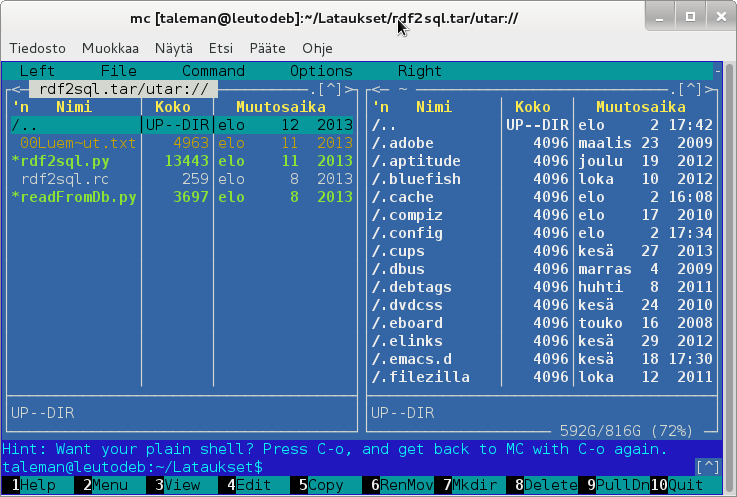 mc [taleman@leutodeb]:~/Lataukset/rdf2sql.tar/utar://
Tiedosto Muokkaa Näytä Etsi Pääte Ohje
Left File Command Options Right
<─ rdf2sql.tar/utar:// ─.[^]> <─ ~ ─.[^]>
'n Nimi Koko Muutosaika 'n Nimi Koko Muutosaika
/.. UP--DIR elo 12 2013 /.. UP--DIR elo 2 17:42
00Luem~ut.txt 4963 elo 11 2013 /.adobe 4096 maalis 23 2009
*rdf2sql.py 13443 elo 11 2013 /.aptitude 4096 joulu 19 2012
rdf2sql.rc 259 elo 8 2013 /.bluefish 4096 loka 10 2012
*readFromDb.py 3697 elo 8 2013 /.cache 4096 elo 2 16:08
/.compiz 4096 elo 17 2010
/.config 4096 elo 2 17:34
/.cups 4096 kesä 27 2013
/.dbus 4096 marras 4 2009
/.debtags 4096 huhti 8 2011
/.dvdcss 4096 kesä 24 2010
/.eboard 4096 touko 16 2008
/.elinks 4096 kesä 29 2012
/.emacs.d 4096 kesä 18 17:30
/.filezilla 4096 loka 12 2011
UP--DIR UP--DIR
592G/816G (72%)
Hint: Want your plain shell? Press C-o, and get back to MC with C-o again.
taleman@leutodeb:~/Lataukset$ [^]
1Help 2Menu 3View 4Edit 5Copy 6RenMov 7Mkdir 8Delete 9PullDn 10Quit